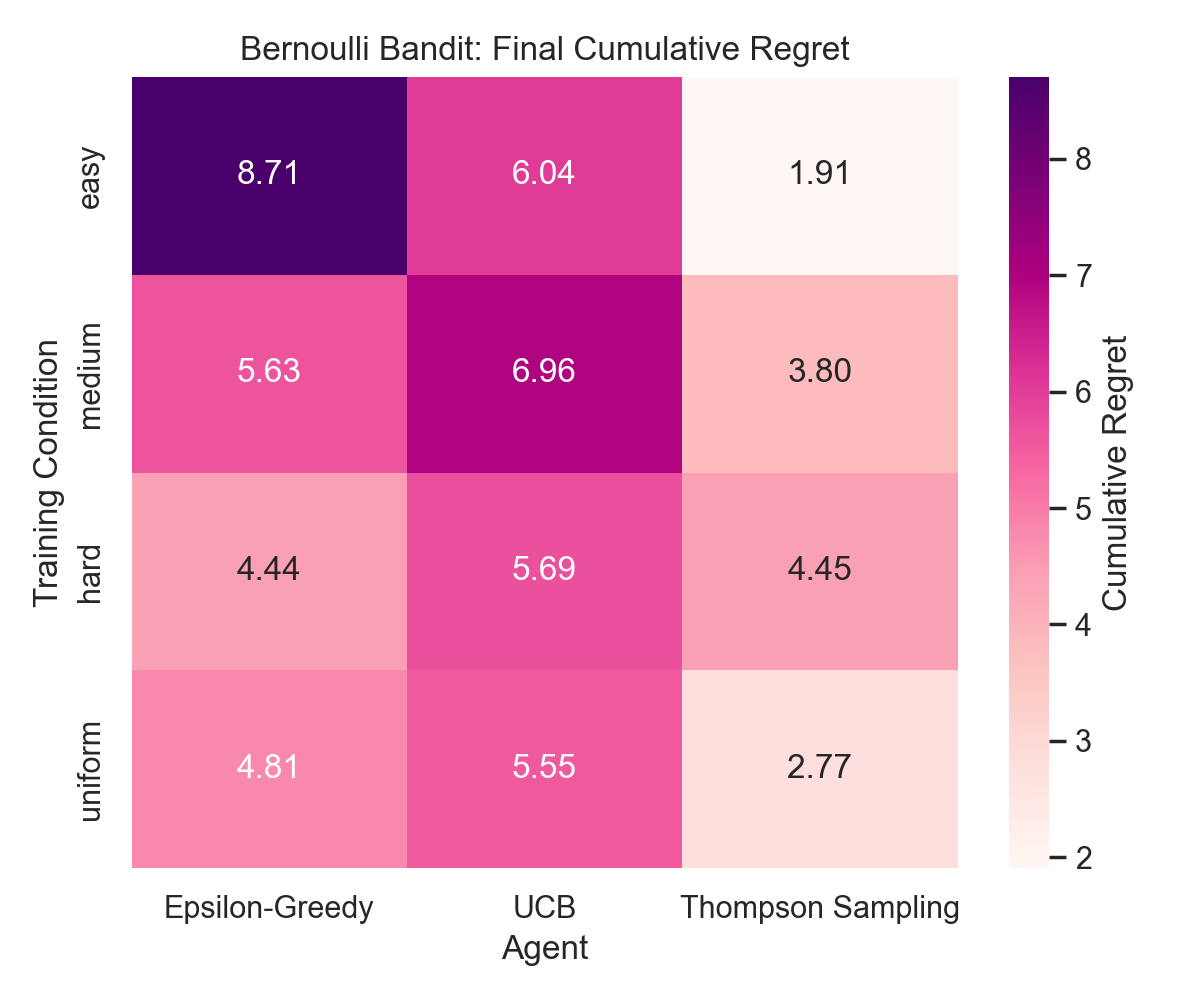 Bernoulli Bandit: Final Cumulative Regret
Training Condition
easy
8.71
6.04
1.91
medium
5.63
6.96
3.80
hard
4.44
5.69
4.45
uniform
4.81
5.55
2.77
Epsilon-Greedy
UCB
Thompson Sampling
Agent
8
7
6
5
4
3
2
Cumulative Regret